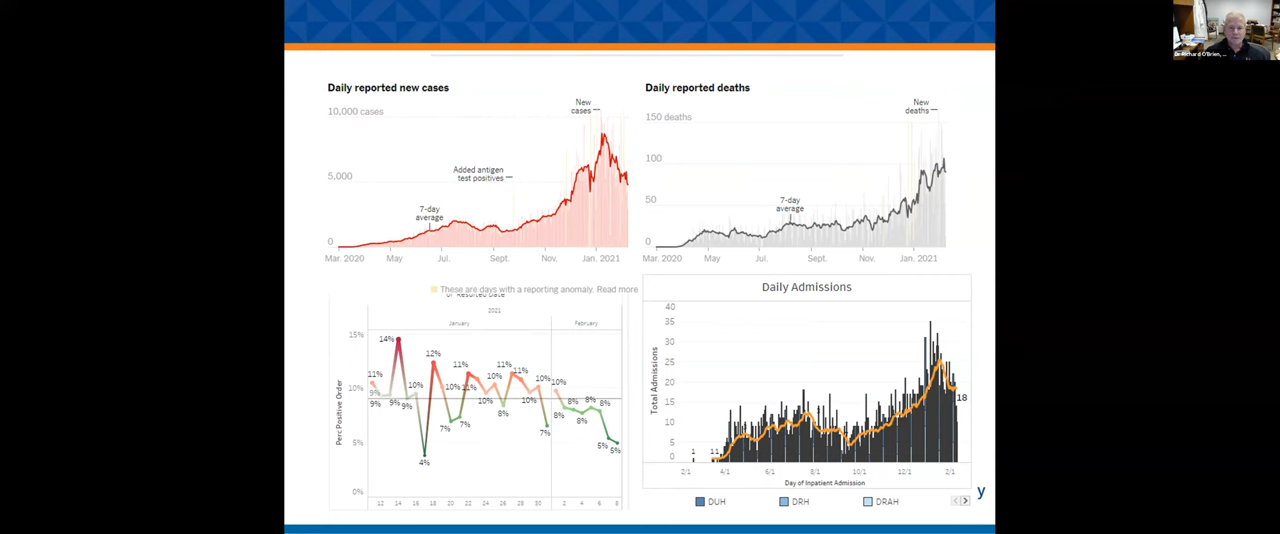 Daily reported new cases
10,000 cases
New
cases
Added antigen
test positives
5,000
7-day
average
0
Mar. 2020 May Jul. Sept. Nov. Jan. 2021
These are days with a reporting anomaly. Read more
Daily reported deaths
150 deaths
New
deaths
100
50
7-day
average
0
Mar. 2020 May Jul. Sept. Nov. Jan. 2021
2021
January February
15%
10%
5%
0%
Perc Positive Order
11% 9% 9% 14% 9% 10% 4% 12% 10% 7% 7% 11% 11% 10% 10% 8% 11% 11% 10% 10% 7% 10% 8% 8% 8% 8% 5% 5%
12 14 16 18 20 22 24 26 28 30 2 4 6 8
Daily Admissions
40
35
30
25
20
15
10
5
0
Total Admissions
1 11 18
2/1 4/1 6/1 8/1 10/1 12/1 2/1
Day of Inpatient Admission
DUH DRH DRAH
y
Dr Richard O'Brien, ...